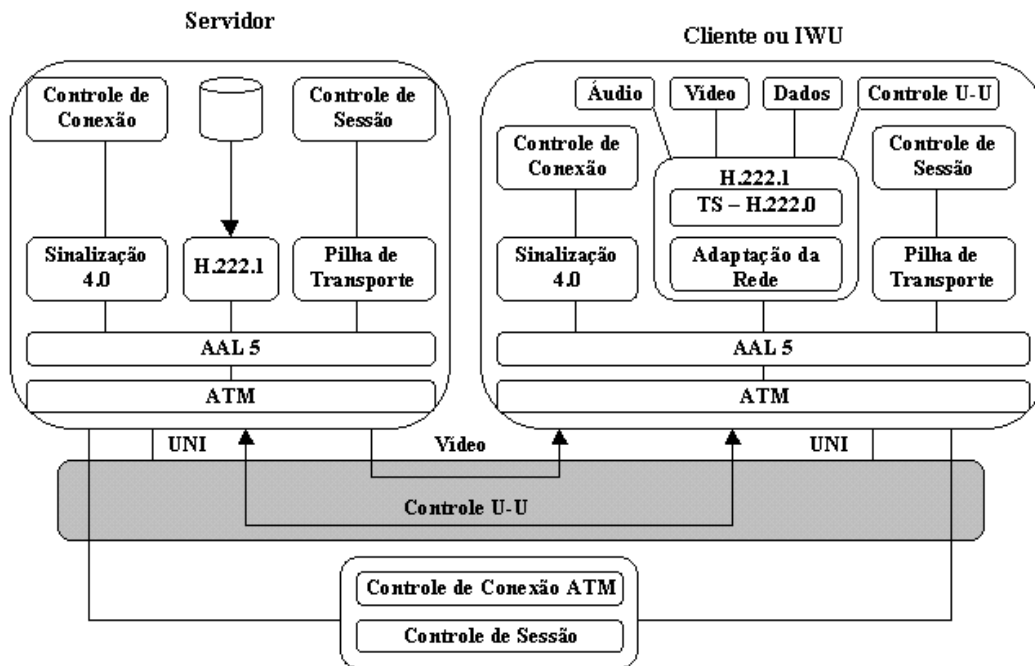 Servidor
Cliente ou IWU
Controle de
Conexão
Controle de
Sessão
Sinalização
4.0
H.222.1
Pilha de
Transporte
AAL 5
ATM
Áudio
Vídeo
Dados
Controle U-U
Controle de
Conexão
H.222.1
TS – H.222.0
Adaptação da
Rede
Controle de
Sessão
Sinalização
4.0
Pilha de
Transporte
AAL 5
ATM
UNI
Vídeo
UNI
Controle U-U
Controle de Conexão ATM
Controle de Sessão